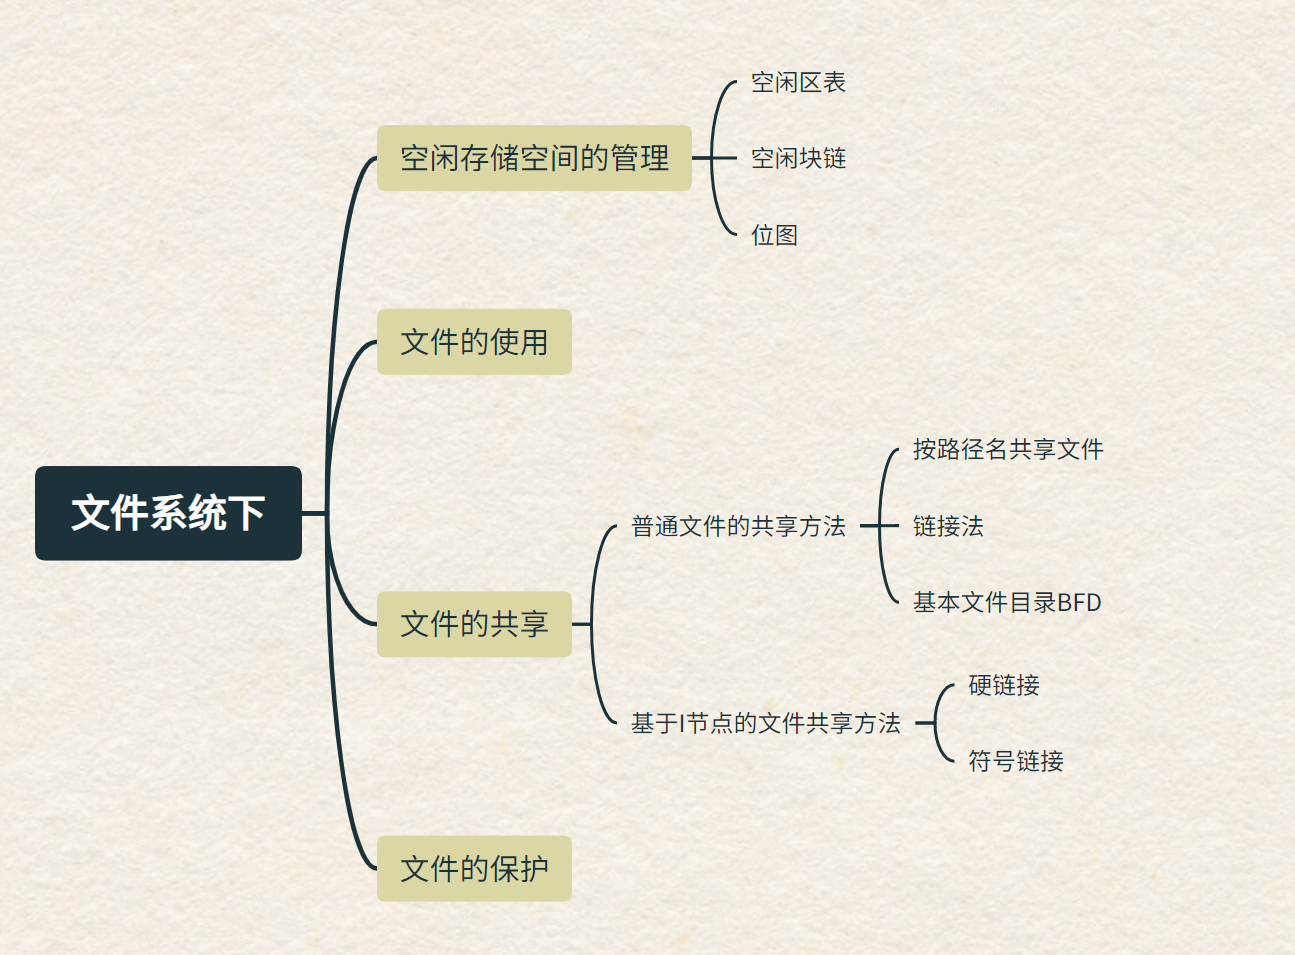 文件系统下
空闲存储空间的管理
空闲区表
空闲块链
位图
文件的使用
文件的共享
普通文件的共享方法
按路径名共享文件
链接法
基本文件目录BFD
基于I节点的文件共享方法
硬链接
符号链接
文件的保护